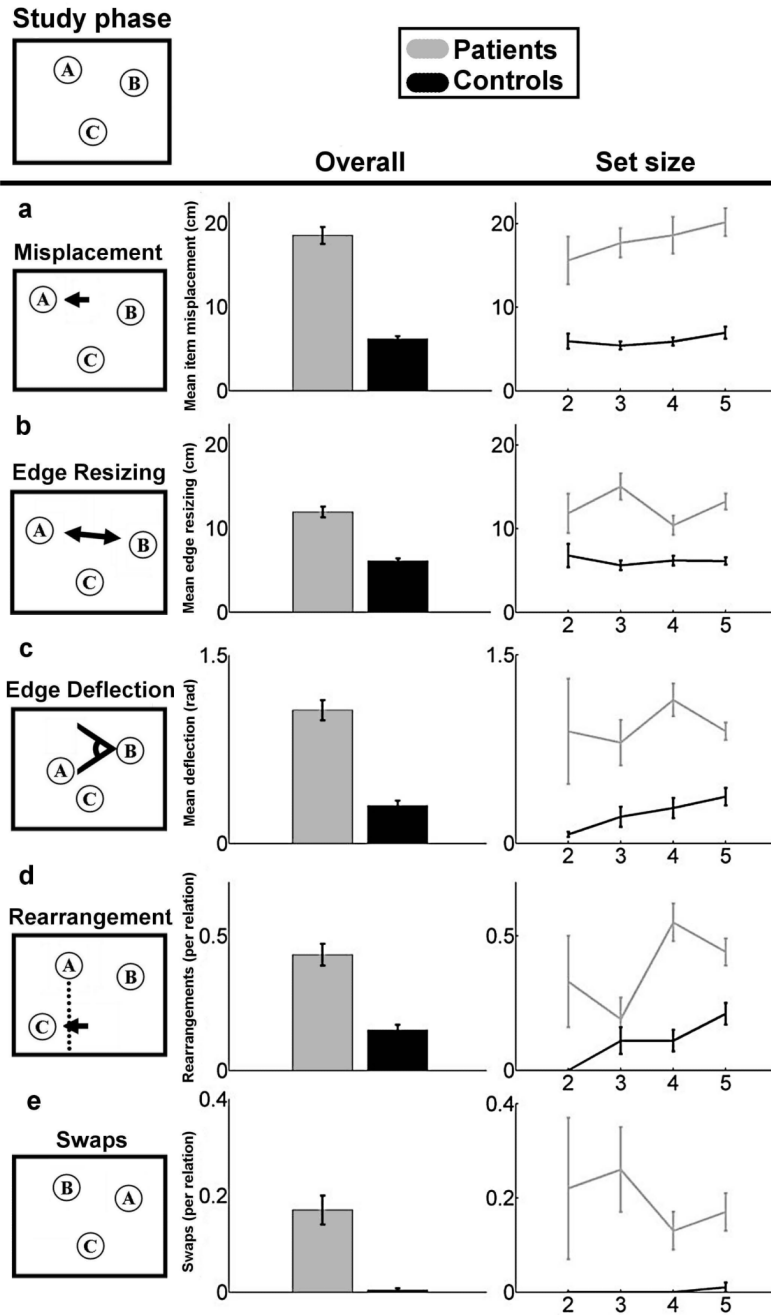 Study phase
A
B
C
Patients
Controls
Overall
Set size
a
Misplacement
A
B
C
Mean item misplacement (cm)
20
10
0
20
10
0
2 3 4 5
b
Edge Resizing
A
B
C
Mean edge resizing (cm)
20
10
0
20
10
0
2 3 4 5
c
Edge Deflection
B
A
C
Mean deflection (rad)
1.5
0
1.5
0
2 3 4 5
d
Rearrangement
A
B
C
Rearrangements (per relation)
0.5
0
0.5
0
2 3 4 5
e
Swaps
B
A
C
Swaps (per relation)
0.4
0.2
0
0.4
0.2
0
2 3 4 5